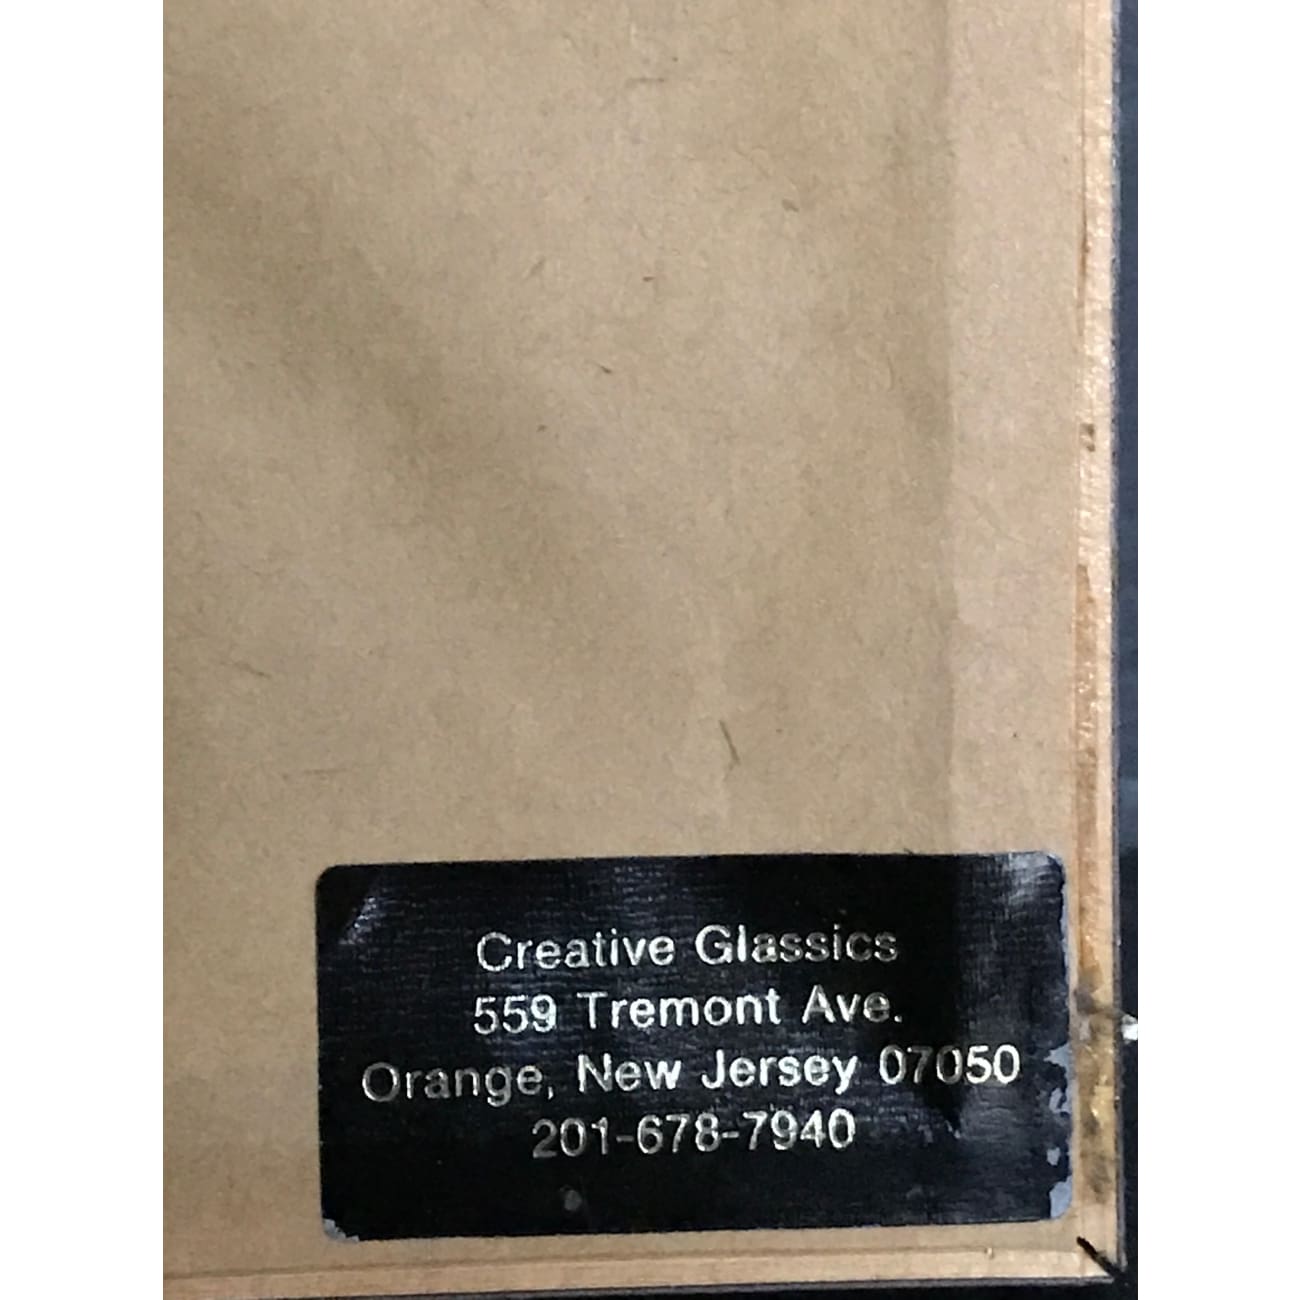 Creative Glassics
559 Tremont Ave.
Orange, New Jersey 07050
201-678-7940